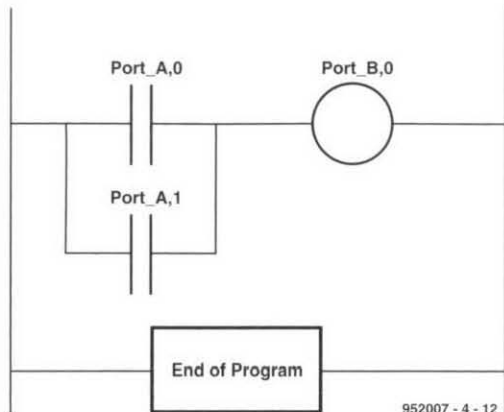 Port_A,0
Port_B,0
Port_A,1
End of Program
952007 - 4 - 12